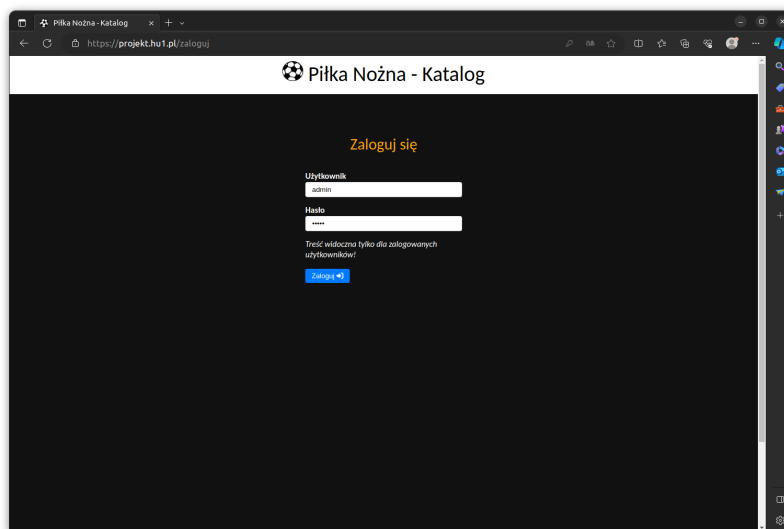 Piłka Nożna - Katalog
https://projekt.hu1.pl/zaloguj
Piłka Nożna - Katalog
Zaloguj się
Użytkownik
admin
Hasło
•••••
Treść widoczna tylko dla zalogowanych
użytkowników!
Zaloguj